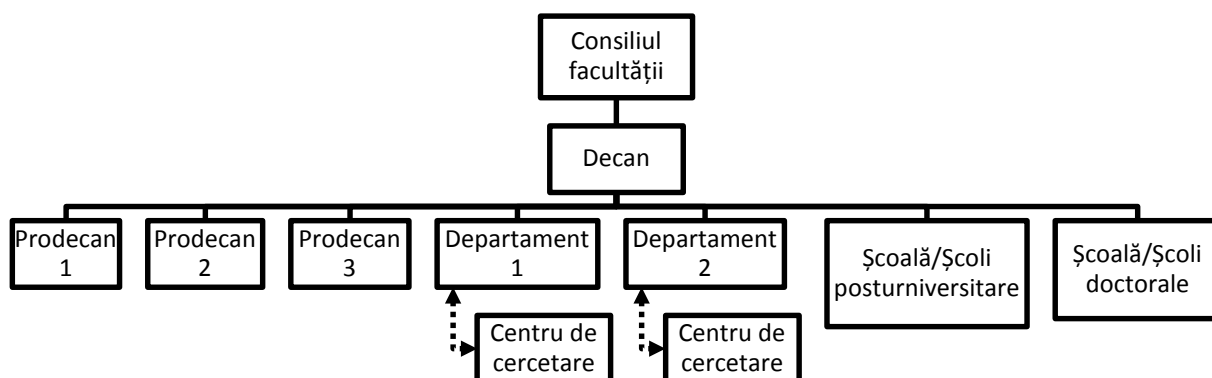 Consiliul
facultății
Decan
Prodecan
1
Prodecan
2
Prodecan
3
Departament
1
Departament
2
Școală/Școli
posturniversitare
Școală/Școli
doctorale
Centru de
cercetare
Centru de
cercetare